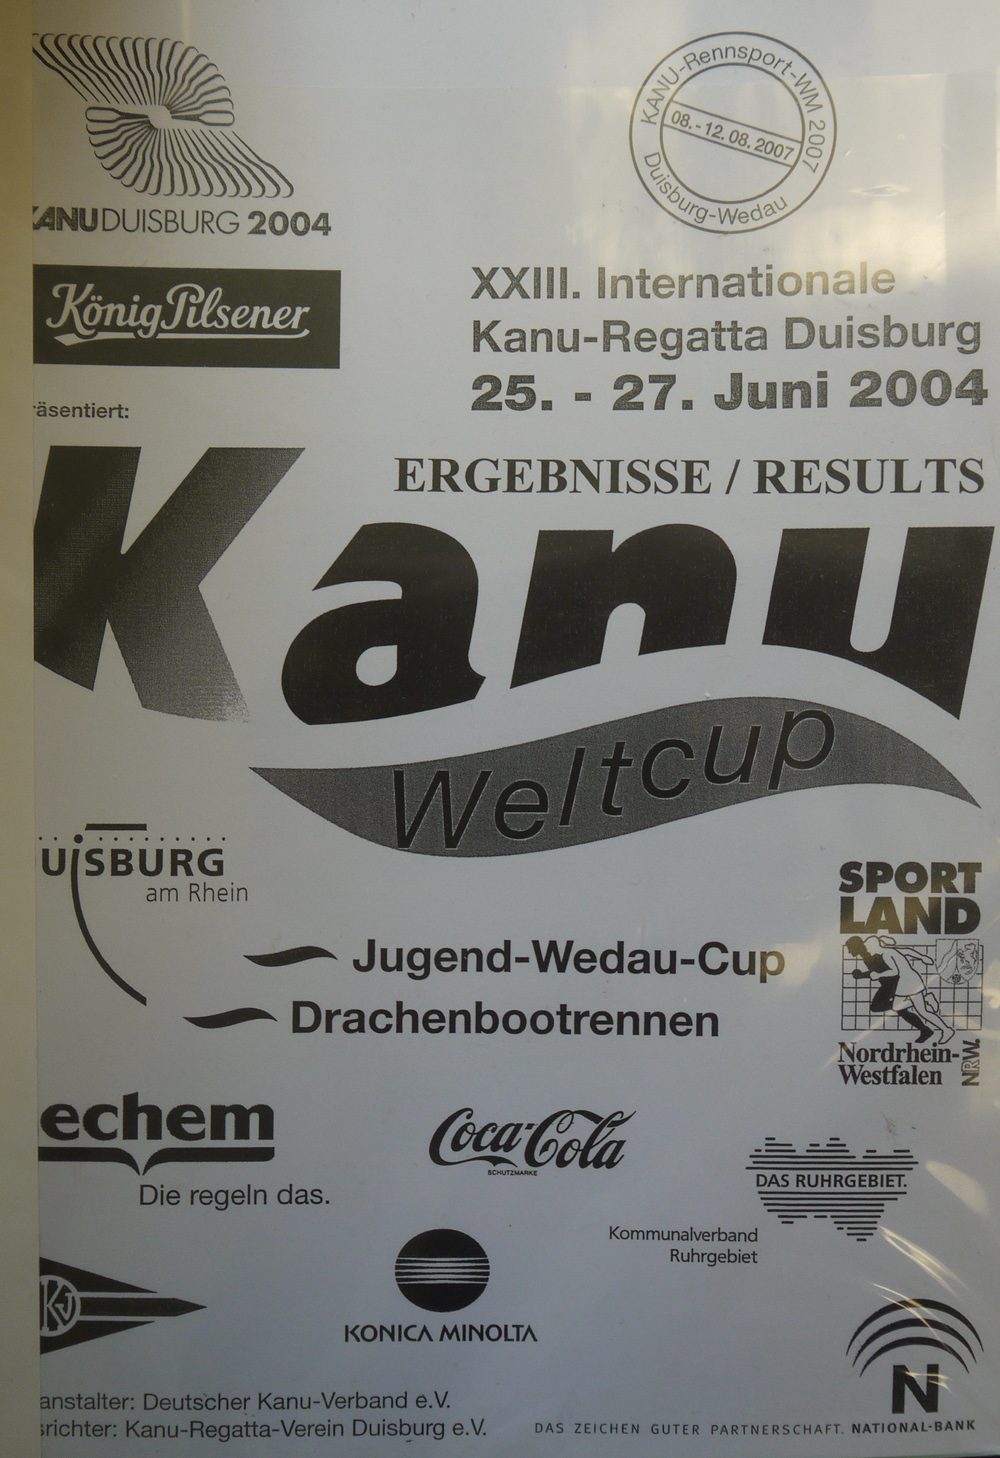 KANUDUISBURG 2004
KANU-Rennsport-WM 2007
08.-12.08.2007
Duisburg-Wedau
König Pilsener
räsentiert:
XXIII. Internationale
Kanu-Regatta Duisburg
25. - 27. Juni 2004
ERGEBNISSE / RESULTS
Kanu
Weltcup
UiSBURG
am Rhein
Jugend-Wedau-Cup
Drachenbootrennen
SPORT
LAND
Nordrhein-
Westfalen
NRW.
echem
Die regeln das.
Coca-Cola
SCHUTZMARKE
DAS RUHRGEBIET.
Kommunalverband
Ruhrgebiet
KONICA MINOLTA
N
anstalter: Deutscher Kanu-Verband e.V.
srichter: Kanu-Regatta-Verein Duisburg e.V.
DAS ZEICHEN GUTER PARTNERSCHAFT. NATIONAL-BANK